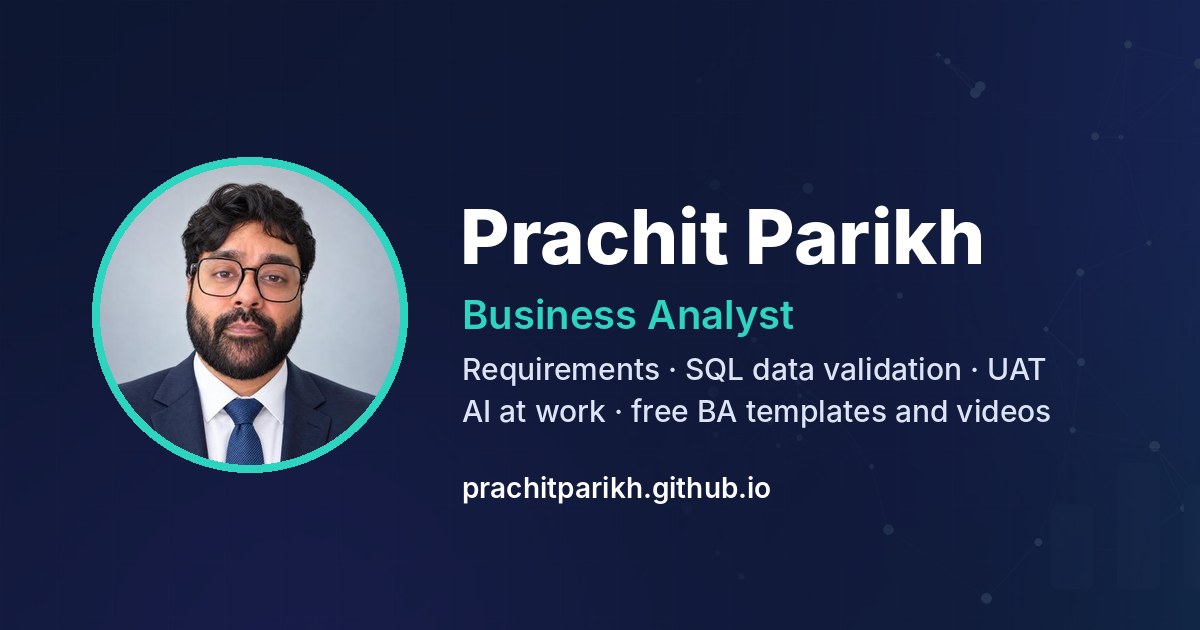 Prachit Parikh
Business Analyst
Requirements · SQL data validation · UAT
AI at work · free BA templates and videos
prachitparikh.github.io